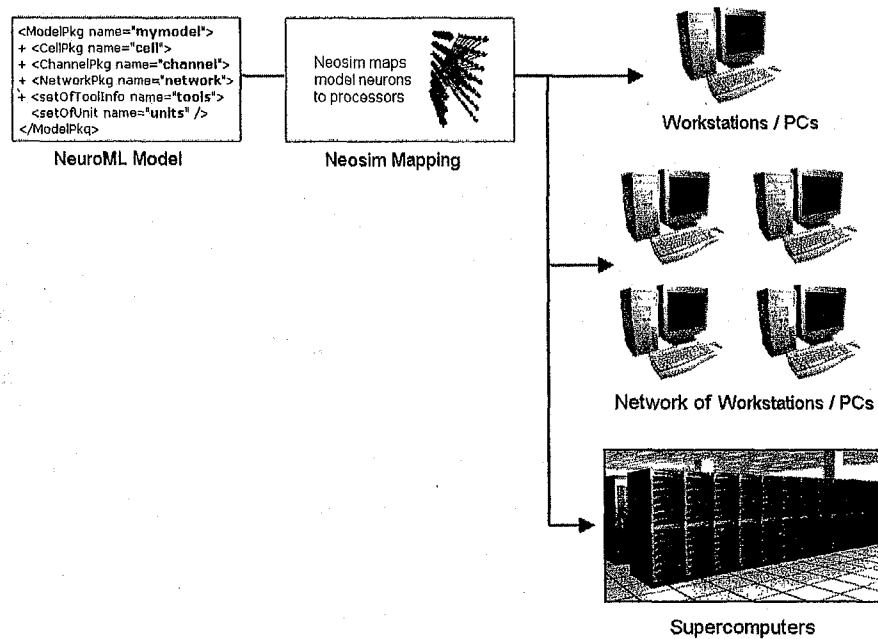 <ModelPkg name="mymodel">
+ <CellPkg name="cell">
+ <ChannelPkg name="channel">
+ <NetworkPkg name="network">
+ <setOfToolInfo name="tools">
<setOfUnit name="units" />
</ModelPkg>
NeuroML Model
Neosim maps
model neurons
to processors
Neosim Mapping
Workstations / PCs
Network of Workstations / PCs
Supercomputers